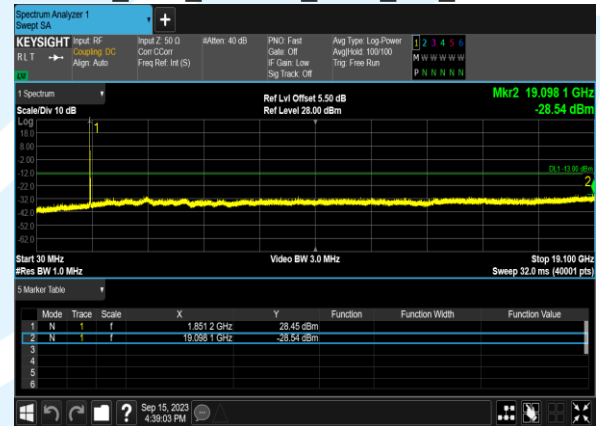 Spectrum Analyzer 1
Swept SA
+
KEYSIGHT Input: RF Input Z: 50 Ω #Atten: 40 dB PNO: Fast Avg Type: Log-Power 1 2 3 4 5 6
RLT Coupling: DC Corr CCorr Gate: Off Avg|Hold: 100/100 M W W W W W
Align: Auto Freq Ref: Int (S) IF Gain: Low Trig: Free Run
LV Sig Track: Off P N N N N N
1 Spectrum Ref Lvl Offset 5.50 dB Mkr2 19.098 1 GHz
Scale/Div 10 dB Ref Level 28.00 dBm -28.54 dBm
Log
18.0
1
8.00
-2.00
-12.0 DL1 -13.00 dBm
-22.0 2
-32.0
-42.0
-52.0
-62.0
Start 30 MHz Video BW 3.0 MHz Stop 19.100 GHz
#Res BW 1.0 MHz Sweep 32.0 ms (40001 pts)
5 Marker Table
Mode Trace Scale X Y Function Function Width Function Value
1 N 1 f 1.851 2 GHz 28.45 dBm
2 N 1 f 19.098 1 GHz -28.54 dBm
3
4
5
6
? Sep 15, 2023
4:39:03 PM